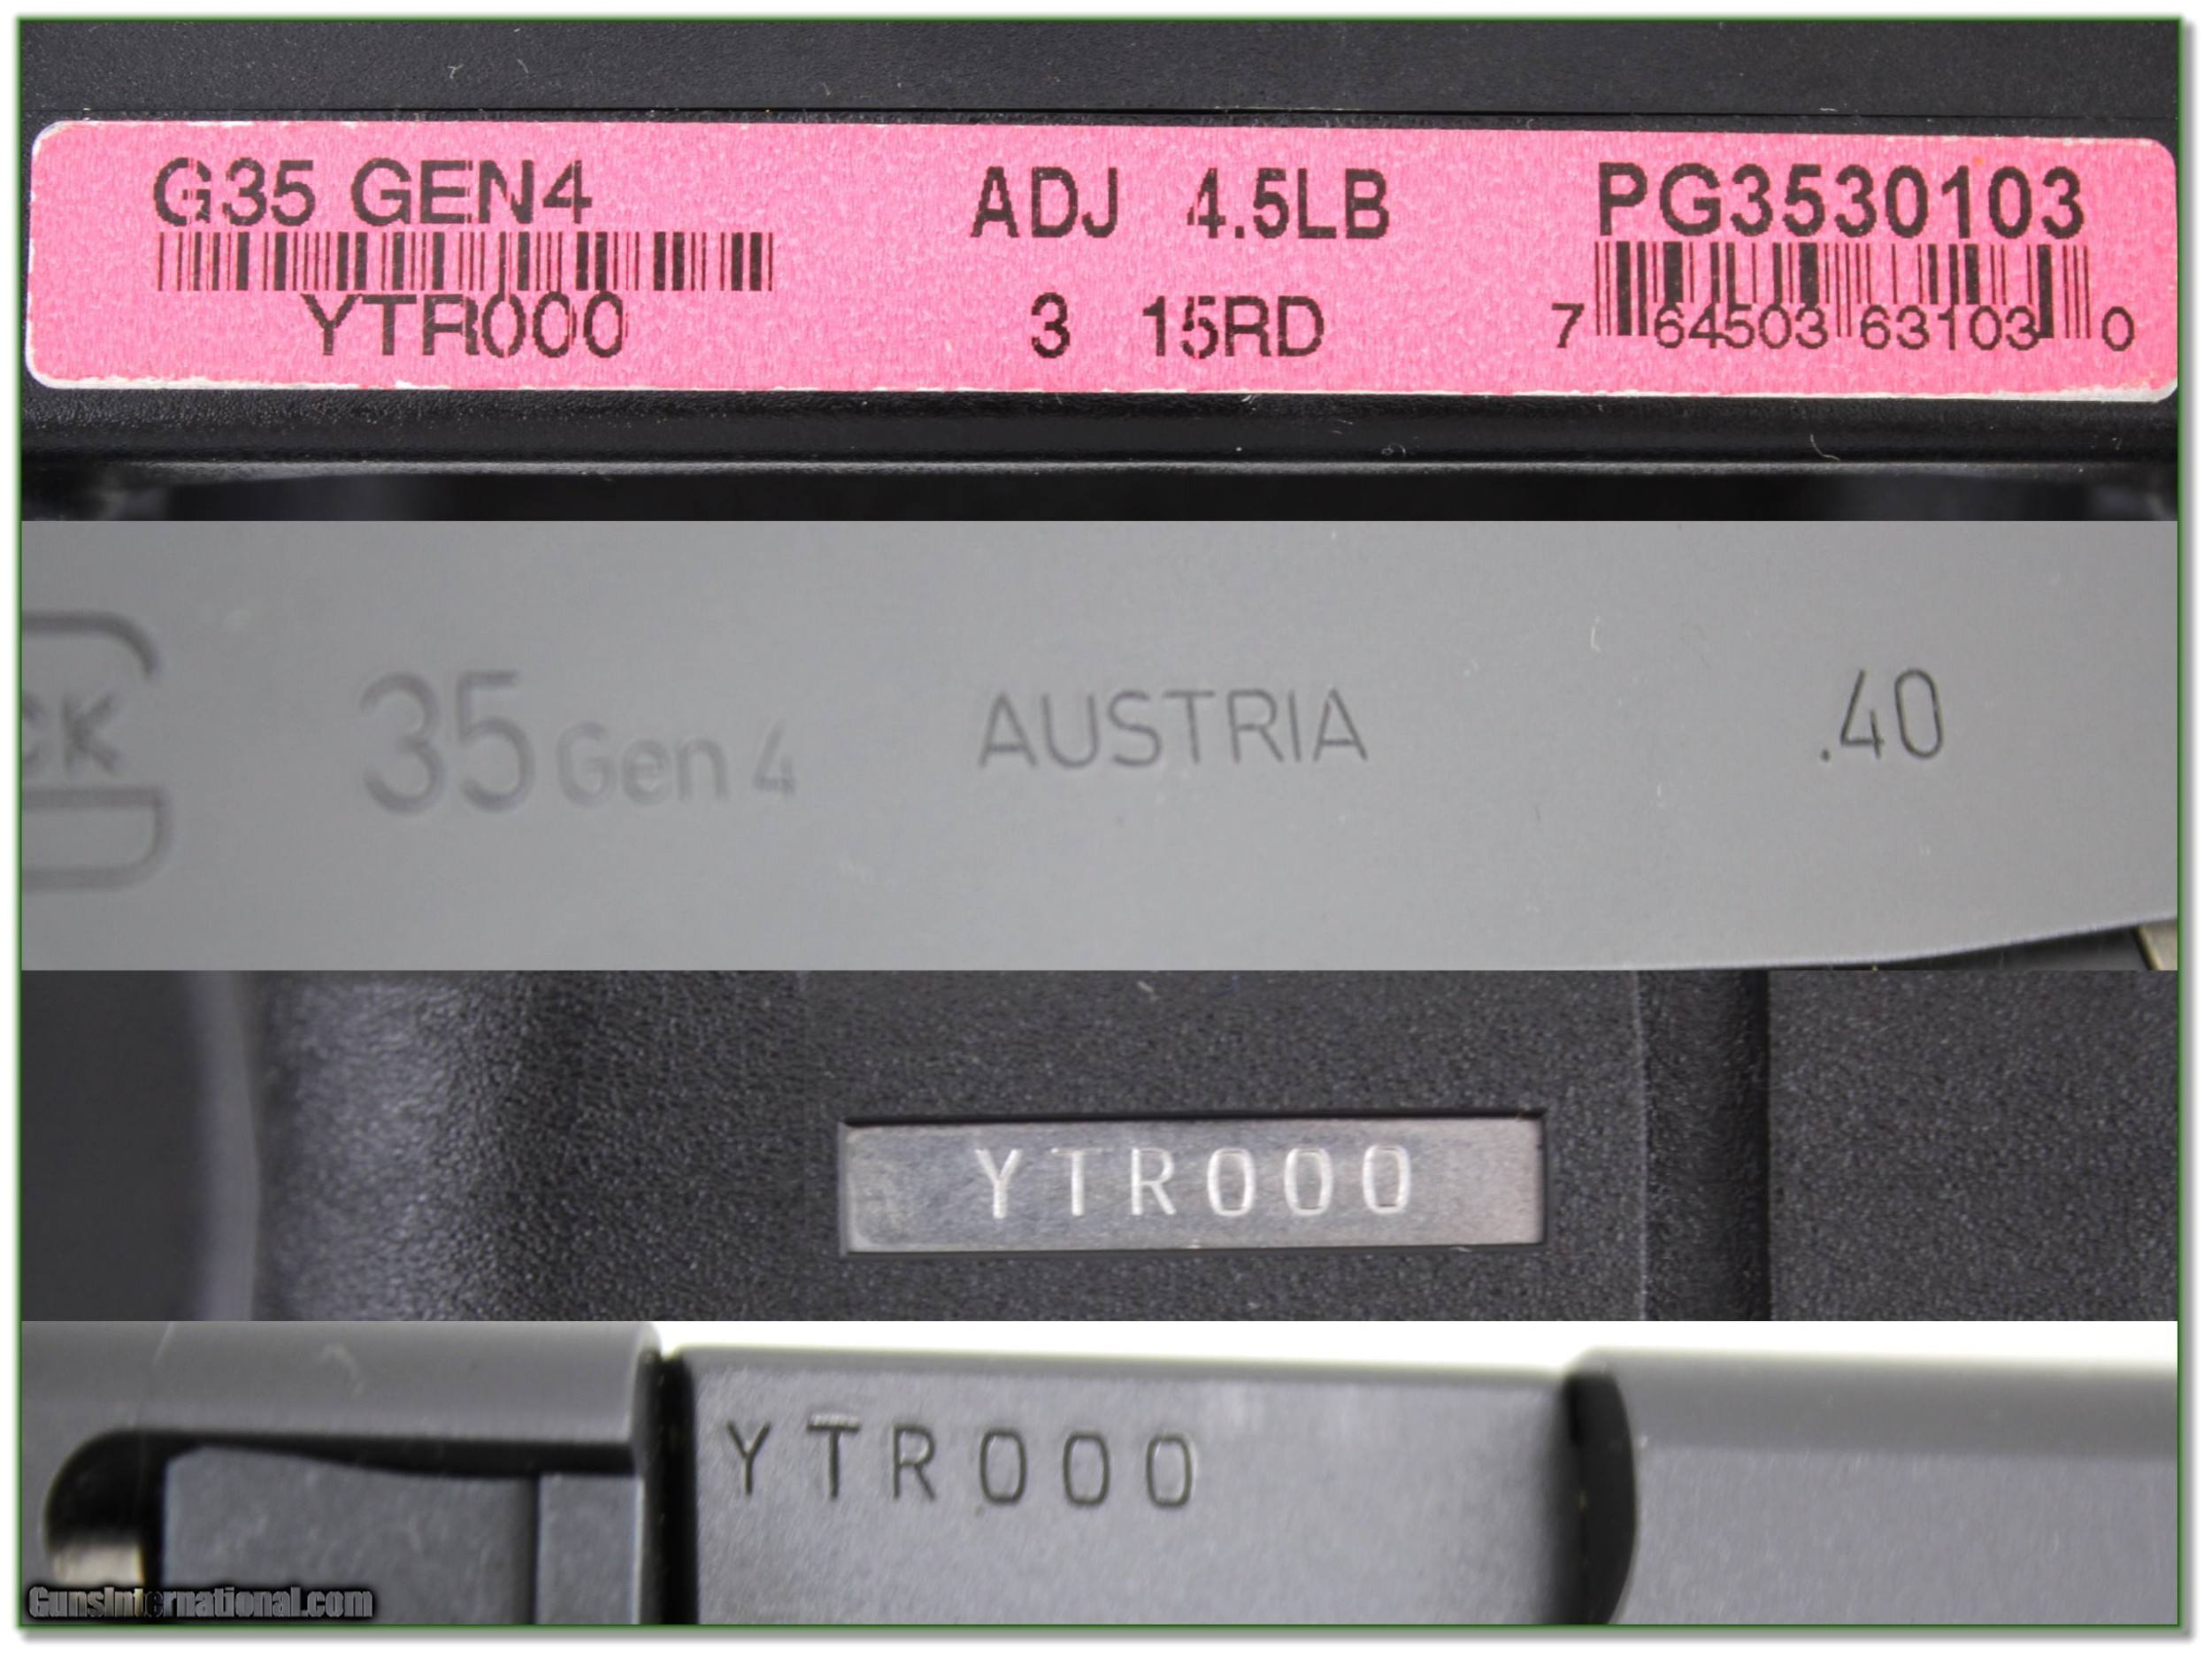 G35 GEN4 ADJ 4.5LB PG3530103
YTR000 3 15RD 7 64503 63103 0
CK 35 Gen 4 AUSTRIA .40
YTR000
YTR000
GunsInternational.com